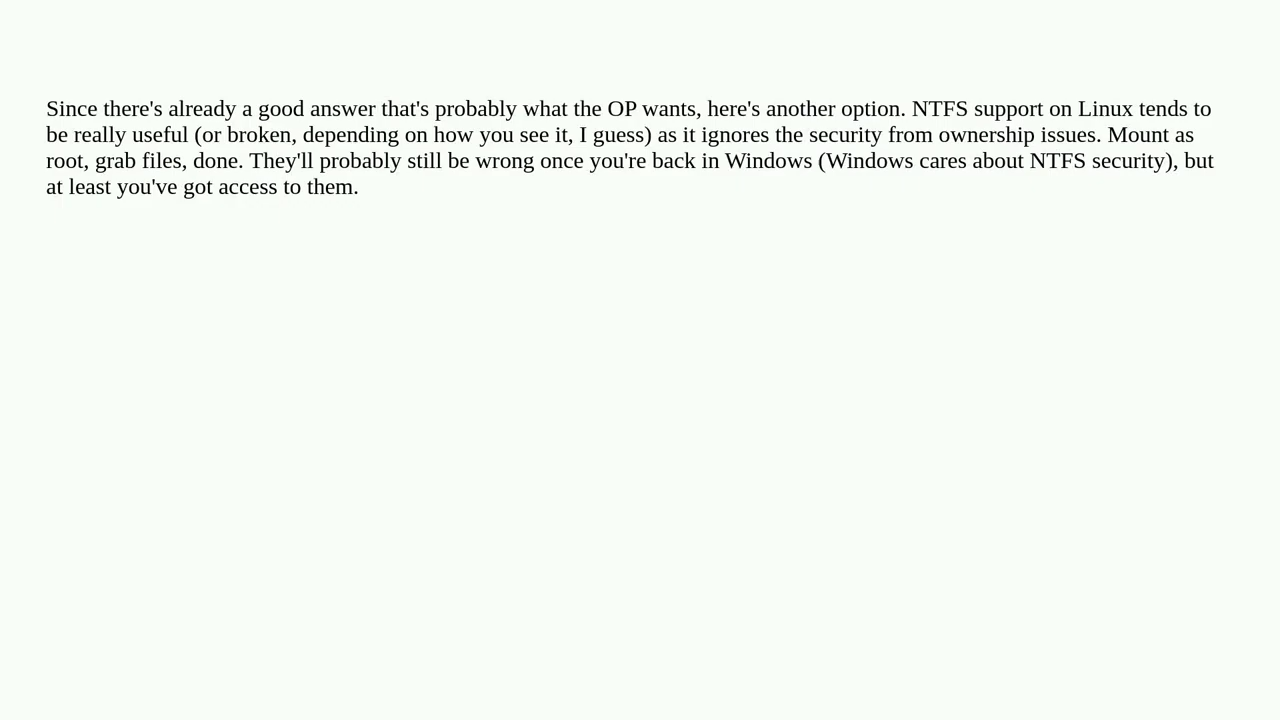 Since there's already a good answer that's probably what the OP wants, here's another option. NTFS support on Linux tends to
be really useful (or broken, depending on how you see it, I guess) as it ignores the security from ownership issues. Mount as
root, grab files, done. They'll probably still be wrong once you're back in Windows (Windows cares about NTFS security), but
at least you've got access to them.